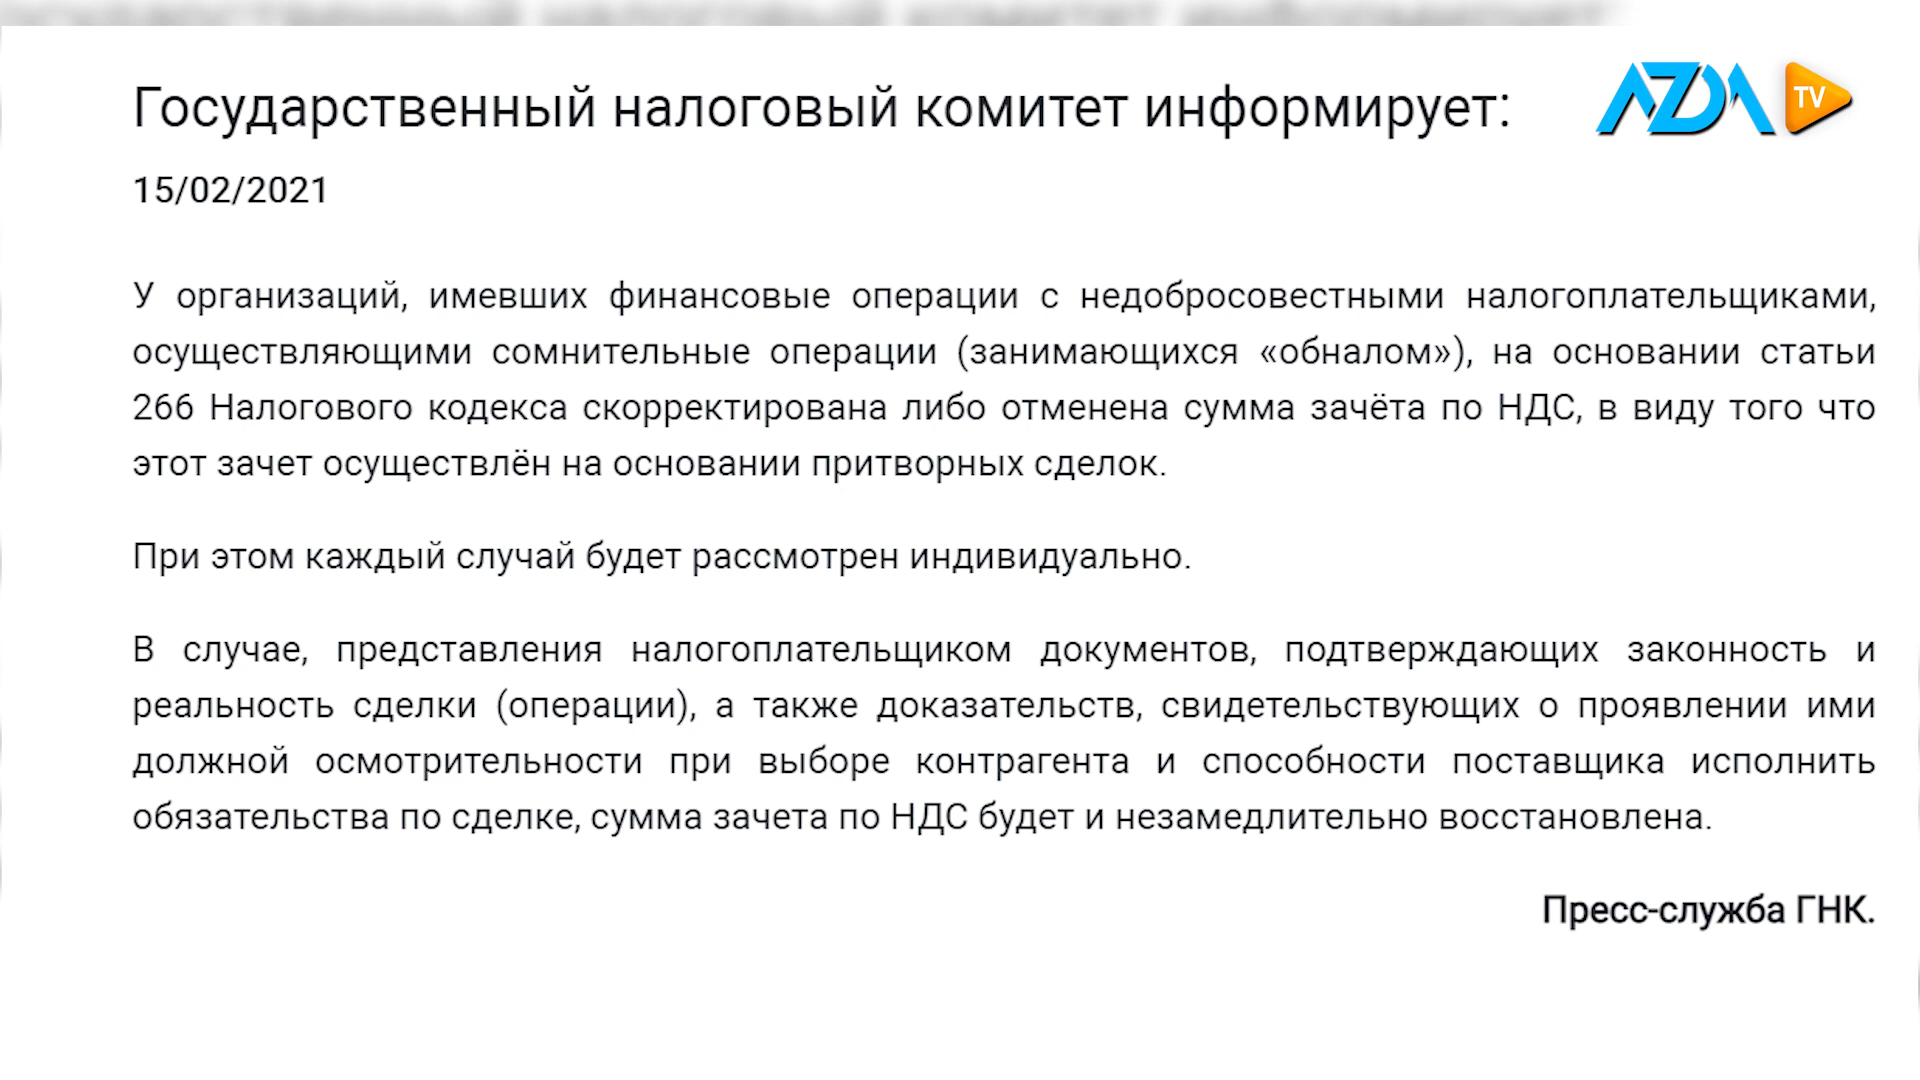 Государственный налоговый комитет информирует:
AZDA TV
15/02/2021
У организаций, имевших финансовые операции с недобросовестными налогоплательщиками,
осуществляющими сомнительные операции (занимающихся «обналом»), на основании статьи
266 Налогового кодекса скорректирована либо отменена сумма зачёта по НДС, в виду того что
этот зачет осуществлён на основании притворных сделок.
При этом каждый случай будет рассмотрен индивидуально.
В случае, представления налогоплательщиком документов, подтверждающих законность и
реальность сделки (операции), а также доказательств, свидетельствующих о проявлении ими
должной осмотрительности при выборе контрагента и способности поставщика исполнить
обязательства по сделке, сумма зачета по НДС будет и незамедлительно восстановлена.
Пресс-служба ГНК.